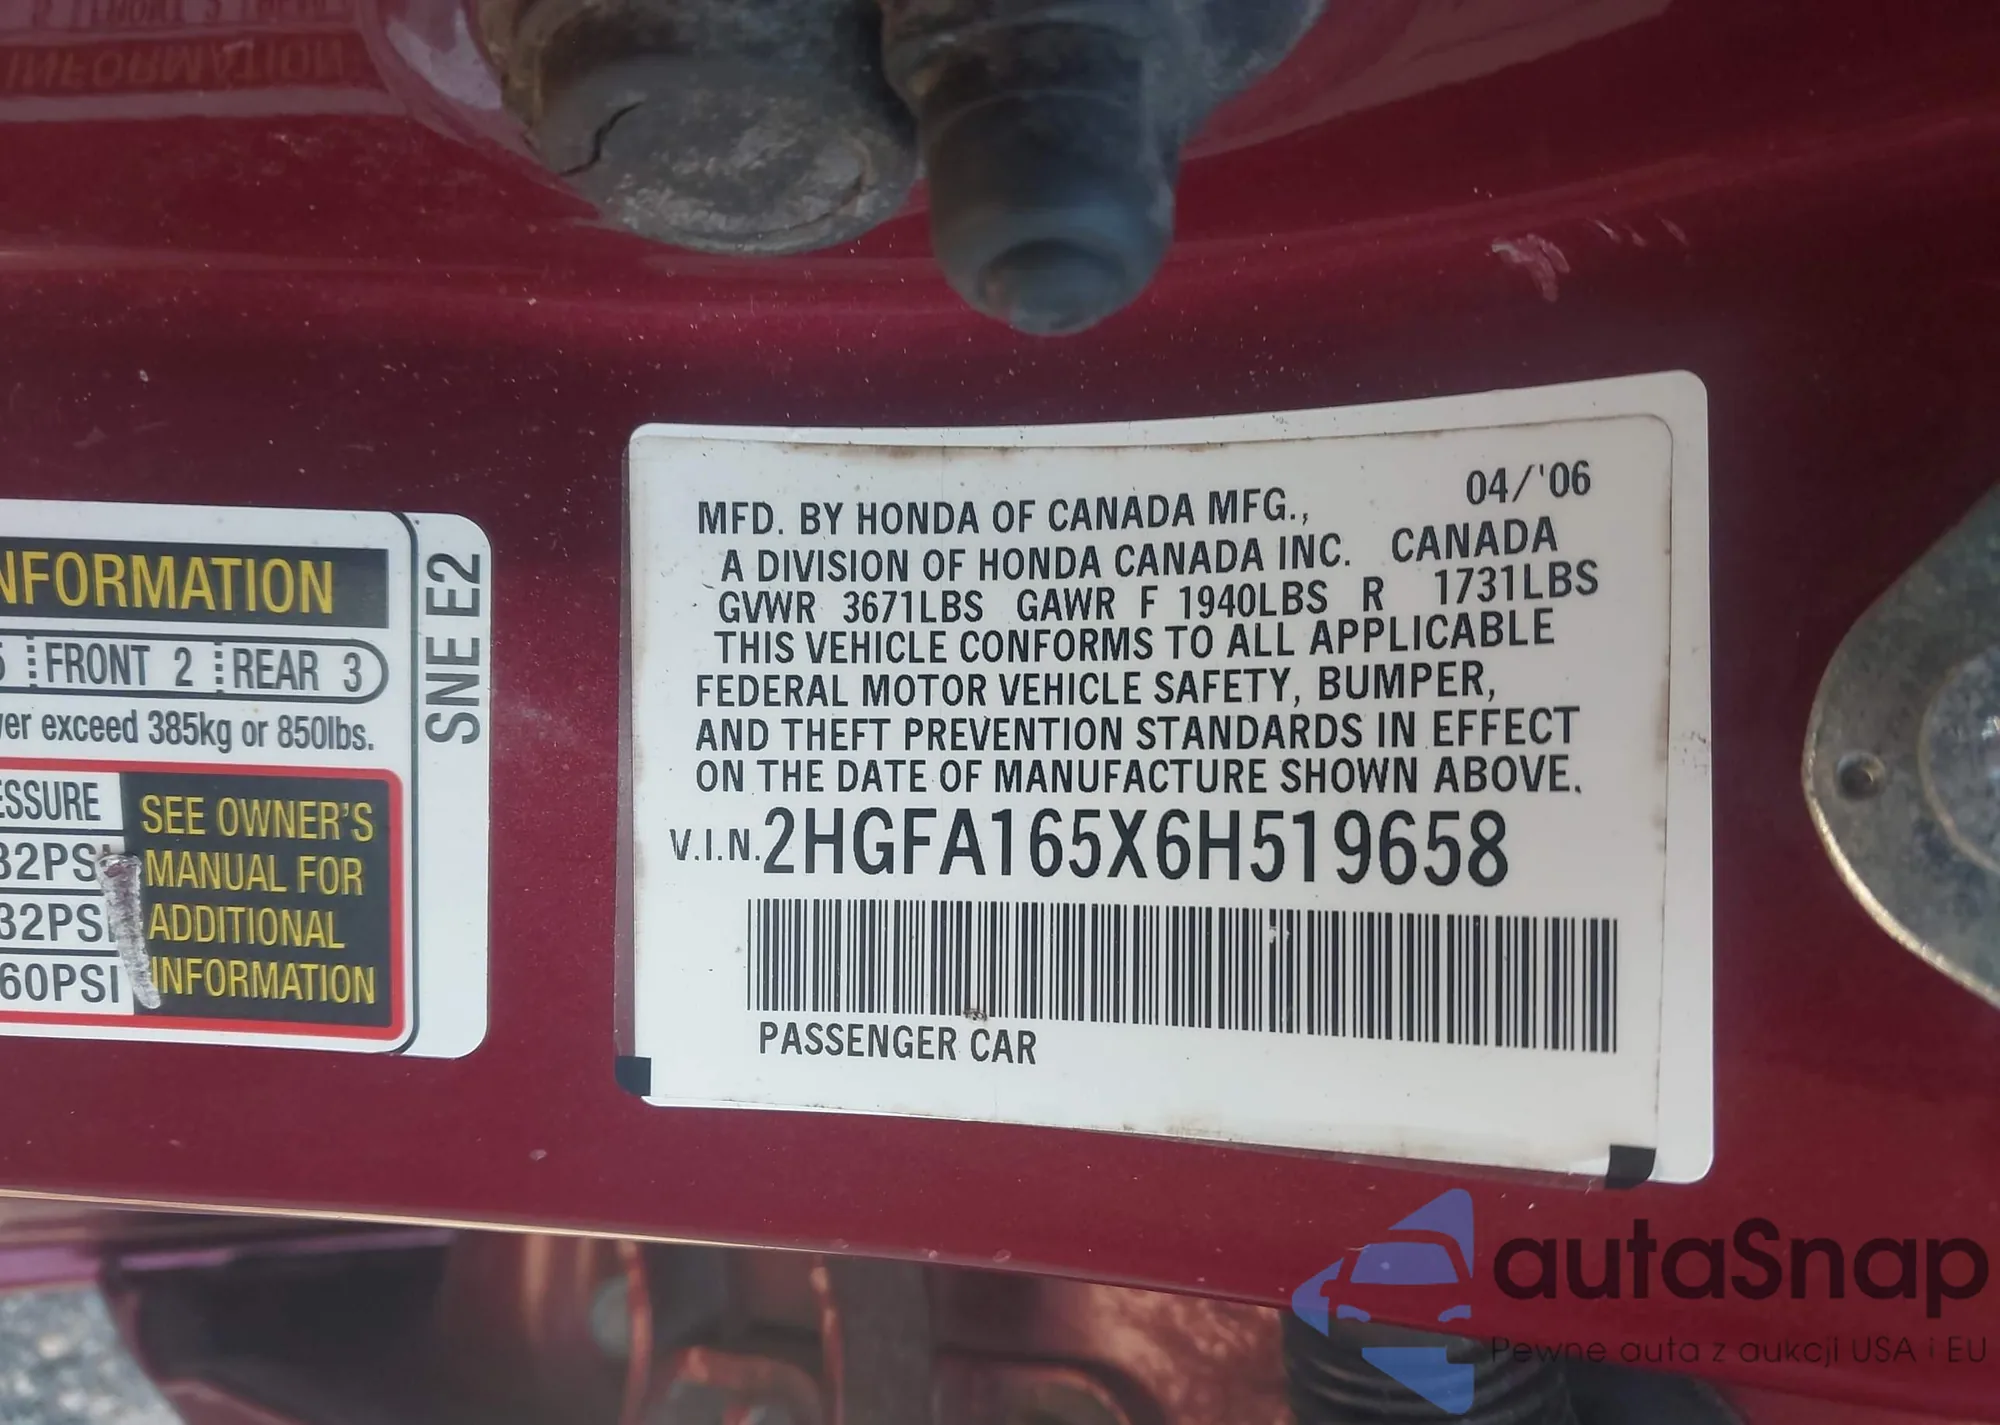 INFORMATION
NFORMATION
5 FRONT 2 REAR 3
ver exceed 385kg or 850lbs.
ESSURE
32PSI
32PSI
60PSI
SEE OWNER'S
MANUAL FOR
ADDITIONAL
INFORMATION
SNE E2
04/'06
MFD. BY HONDA OF CANADA MFG.,
A DIVISION OF HONDA CANADA INC. CANADA
GVWR 3671LBS GAWR F 1940LBS R 1731LBS
THIS VEHICLE CONFORMS TO ALL APPLICABLE
FEDERAL MOTOR VEHICLE SAFETY, BUMPER,
AND THEFT PREVENTION STANDARDS IN EFFECT
ON THE DATE OF MANUFACTURE SHOWN ABOVE.
V.I.N. 2HGFA165X6H519658
PASSENGER CAR
autaSnap
Pewne auta z aukcji USA i EU